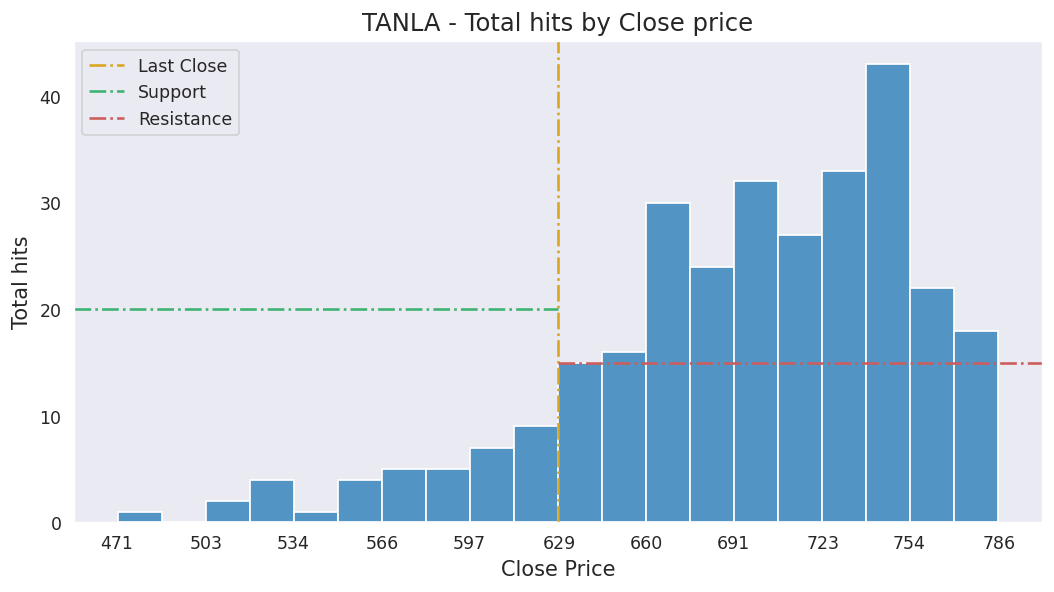 TANLA - Total hits by Close price
Last Close
Support
Resistance
Total hits
40
30
20
10
0
471 503 534 566 597 629 660 691 723 754 786
Close Price